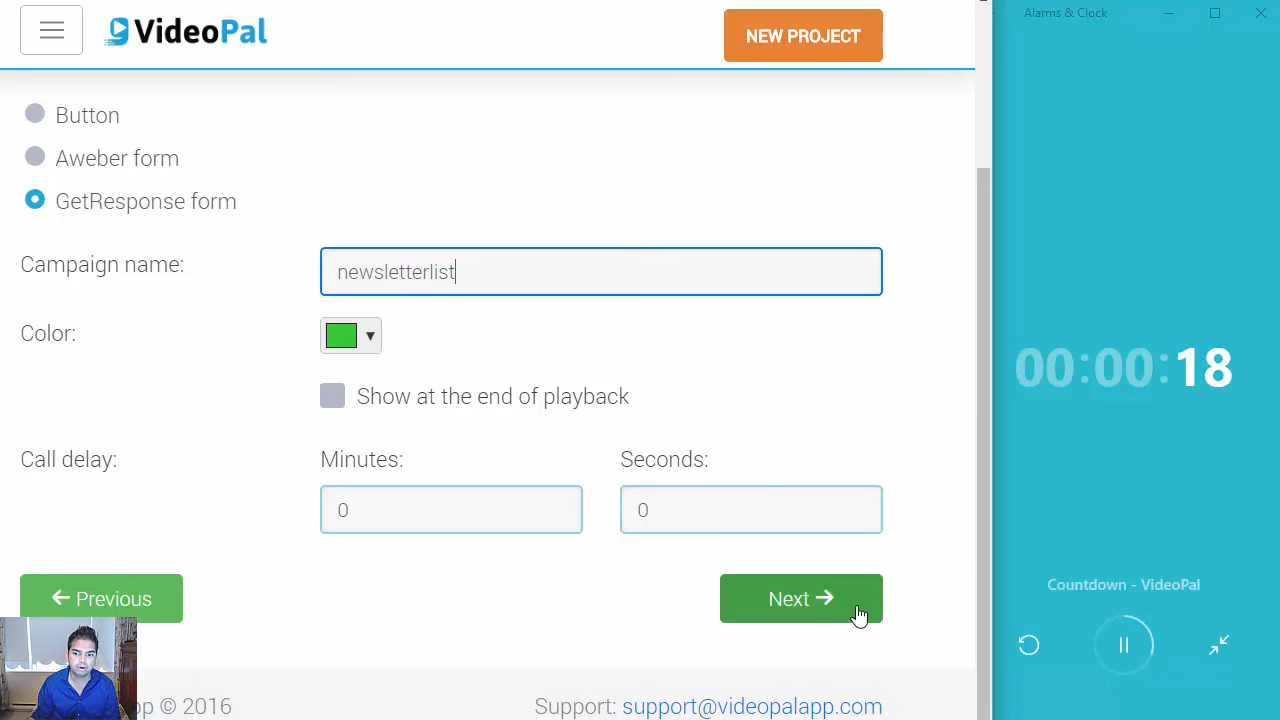 VideoPal
NEW PROJECT
Alarms & Clock
Button
Aweber form
GetResponse form
Campaign name:
newsletterlist
Color:
Show at the end of playback
Call delay:
Minutes:
Seconds:
0
0
Previous
Next
00:00:18
Countdown - VideoPal
© 2016
Support: support@videopalapp.com